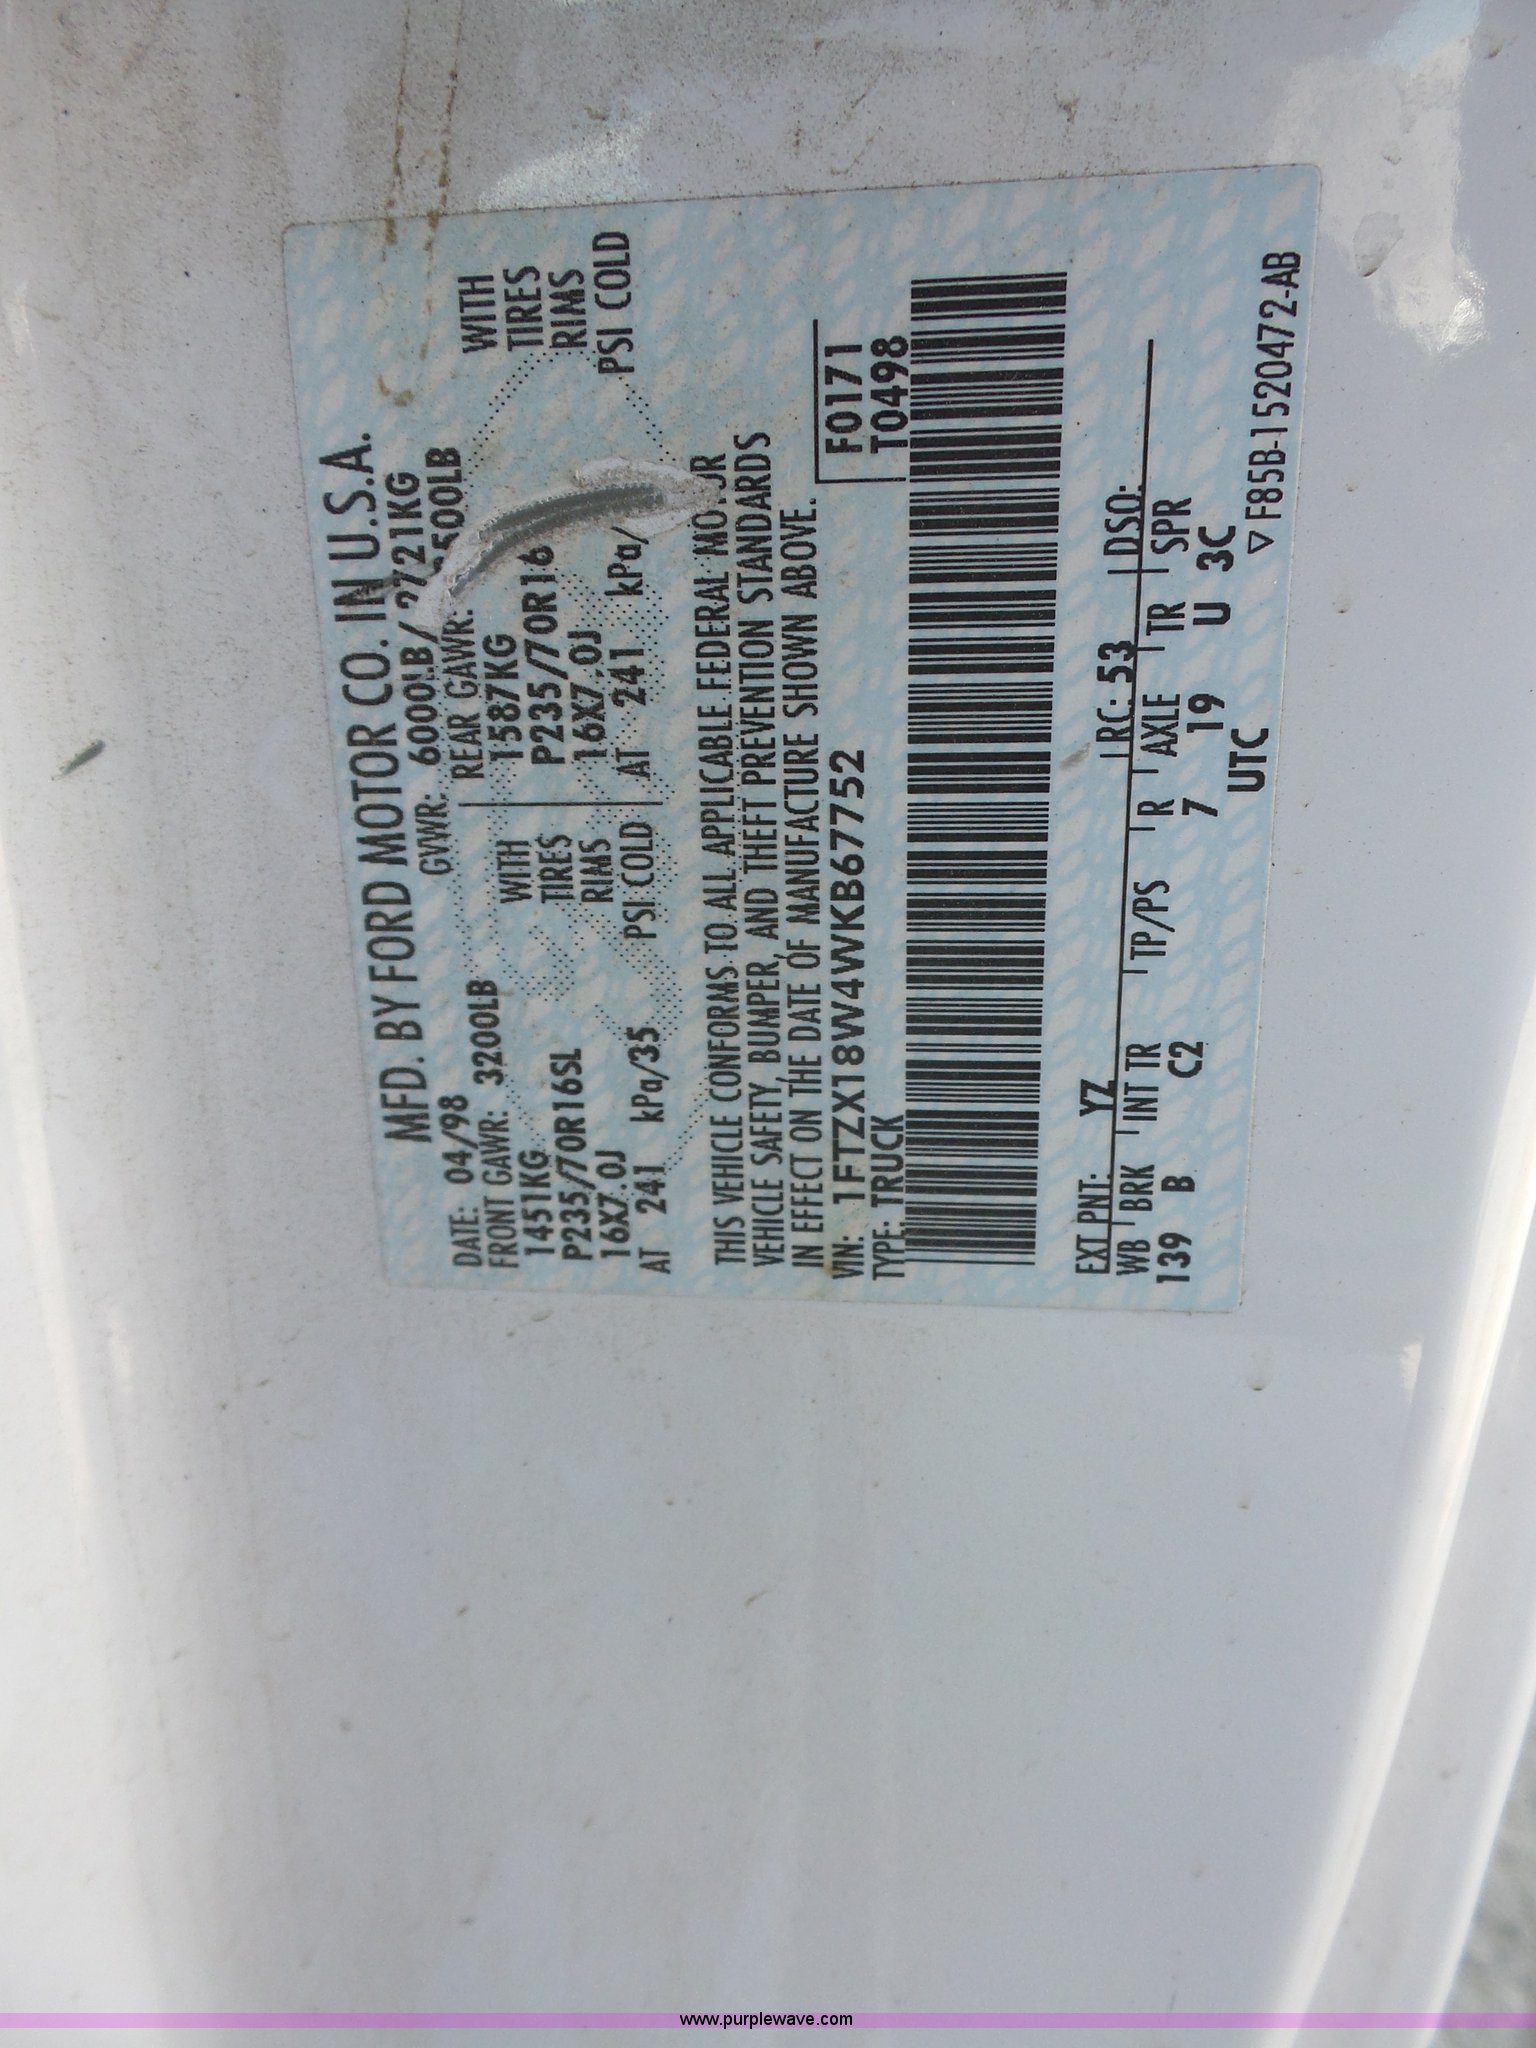 MFD. BY FORD MOTOR CO. IN U.S.A.
DATE: 04/98 GVWR: 6000LB/ 2721KG
FRONT GAWR: 3200LB REAR GAWR: 500LB
1451KG WITH 1587KG WITH
P235/70R16SL TIRES P235/70R16 TIRES
16X7.0J RIMS 16X7.0J RIMS
AT 241 kPa/35 PSI COLD AT 241 kPa/ PSI COLD
THIS VEHICLE CONFORMS TO ALL APPLICABLE FEDERAL MOTOR
VEHICLE SAFETY, BUMPER, AND THEFT PREVENTION STANDARDS
IN EFFECT ON THE DATE OF MANUFACTURE SHOWN ABOVE.
VIN: 1FTZX18W4WKB67752 F0171
TYPE: TRUCK T0498
EXT PNT: YZ RC: 53 DSO:
WB BRK INT TR TP/PS R AXLE TR SPR
139 B C2 7 19 U 3C
UTC
▽ F85B-1520472-AB
www.purplewave.com